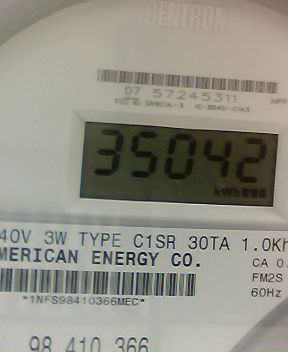 CENTRON®
07 57245311
35042
kWh
40V 3W TYPE C1SR 30TA 1.0Kh
MERICAN ENERGY CO.
CA 0.
FM2S
60Hz
*1NFS98410366MEC*
98 410 366